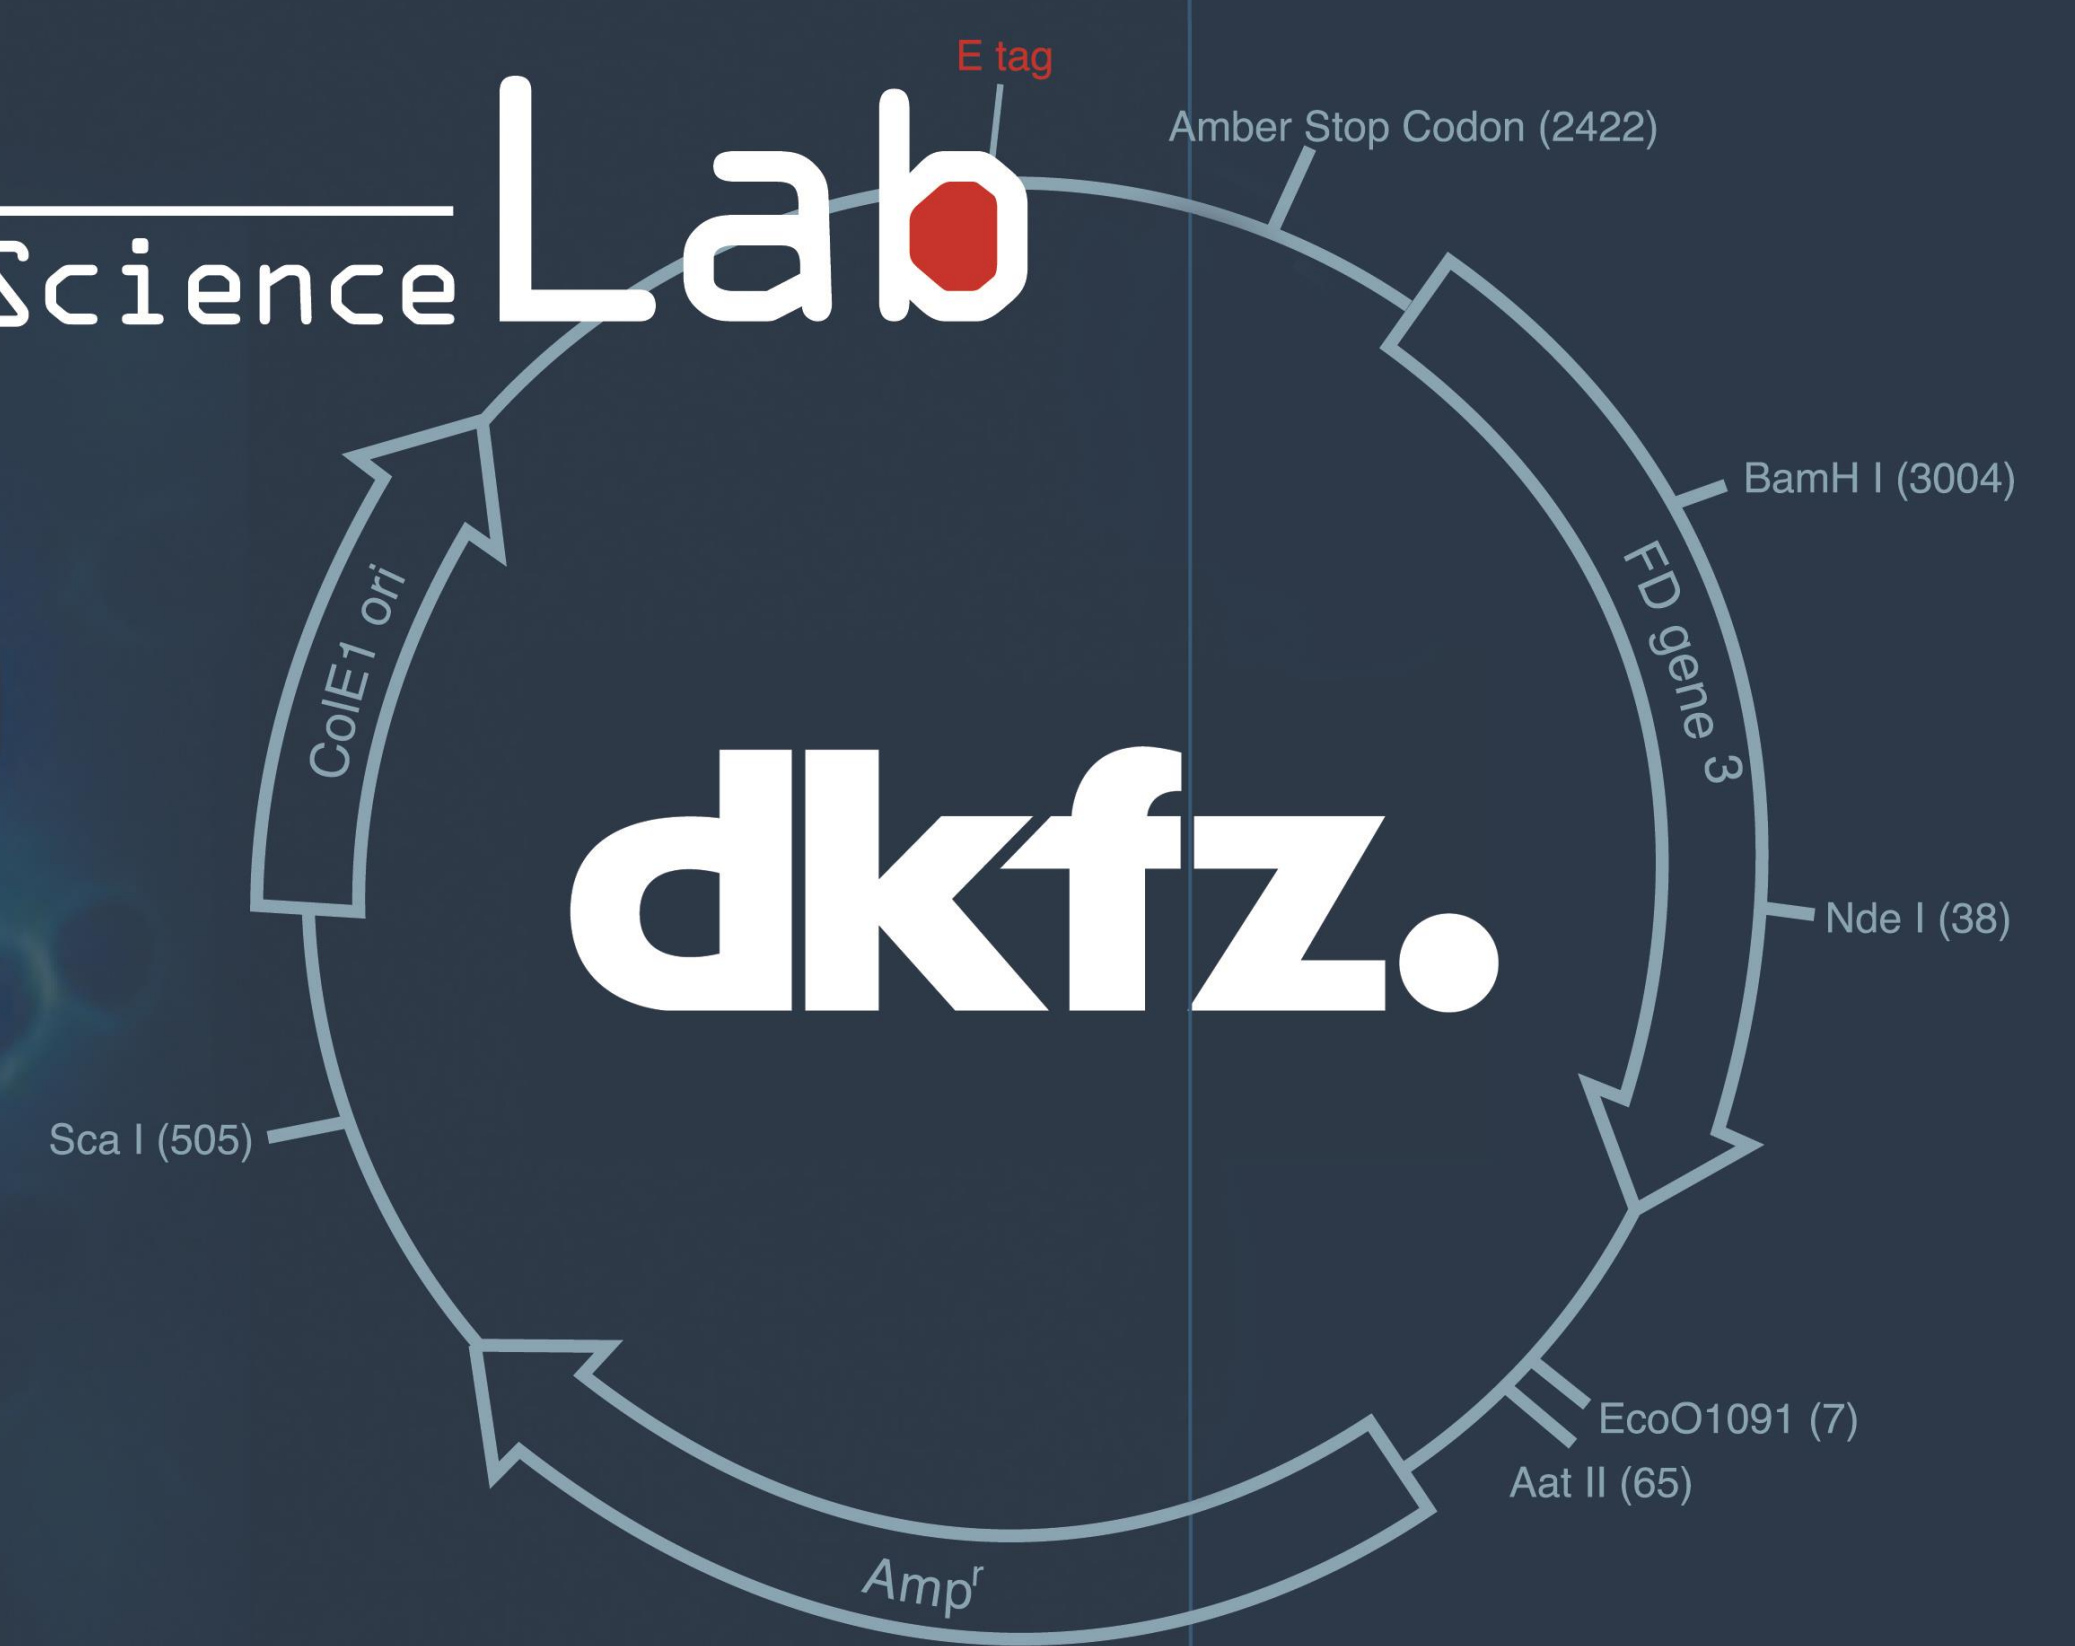 E tag
Amber Stop Codon (2422)
Lab
Science
BamH I (3004)
ColE1 ori
FD gene 3
dkfz.
Nde I (38)
Sca I (505)
EcoO1091 (7)
Aat II (65)
Ampʳ